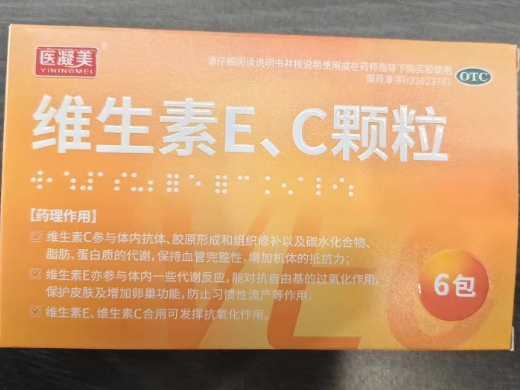 医凝美
YININGMEI
请仔细阅读说明书并按说明使用或在药师指导下购买和使用
OTC
维生素E、C颗粒
【药理作用】
维生素C参与体内抗体、胶原形成和组织修补以及碳水化合物、
脂肪、蛋白质的代谢,保持血管完整性,增加机体的抵抗力;
维生素E亦参与体内一些代谢反应,能对抗自由基的过氧化作用,
保护皮肤及增加卵巢功能,防止习惯性流产等作用.
维生素E、维生素C合用可发挥抗氧化作用.
6包